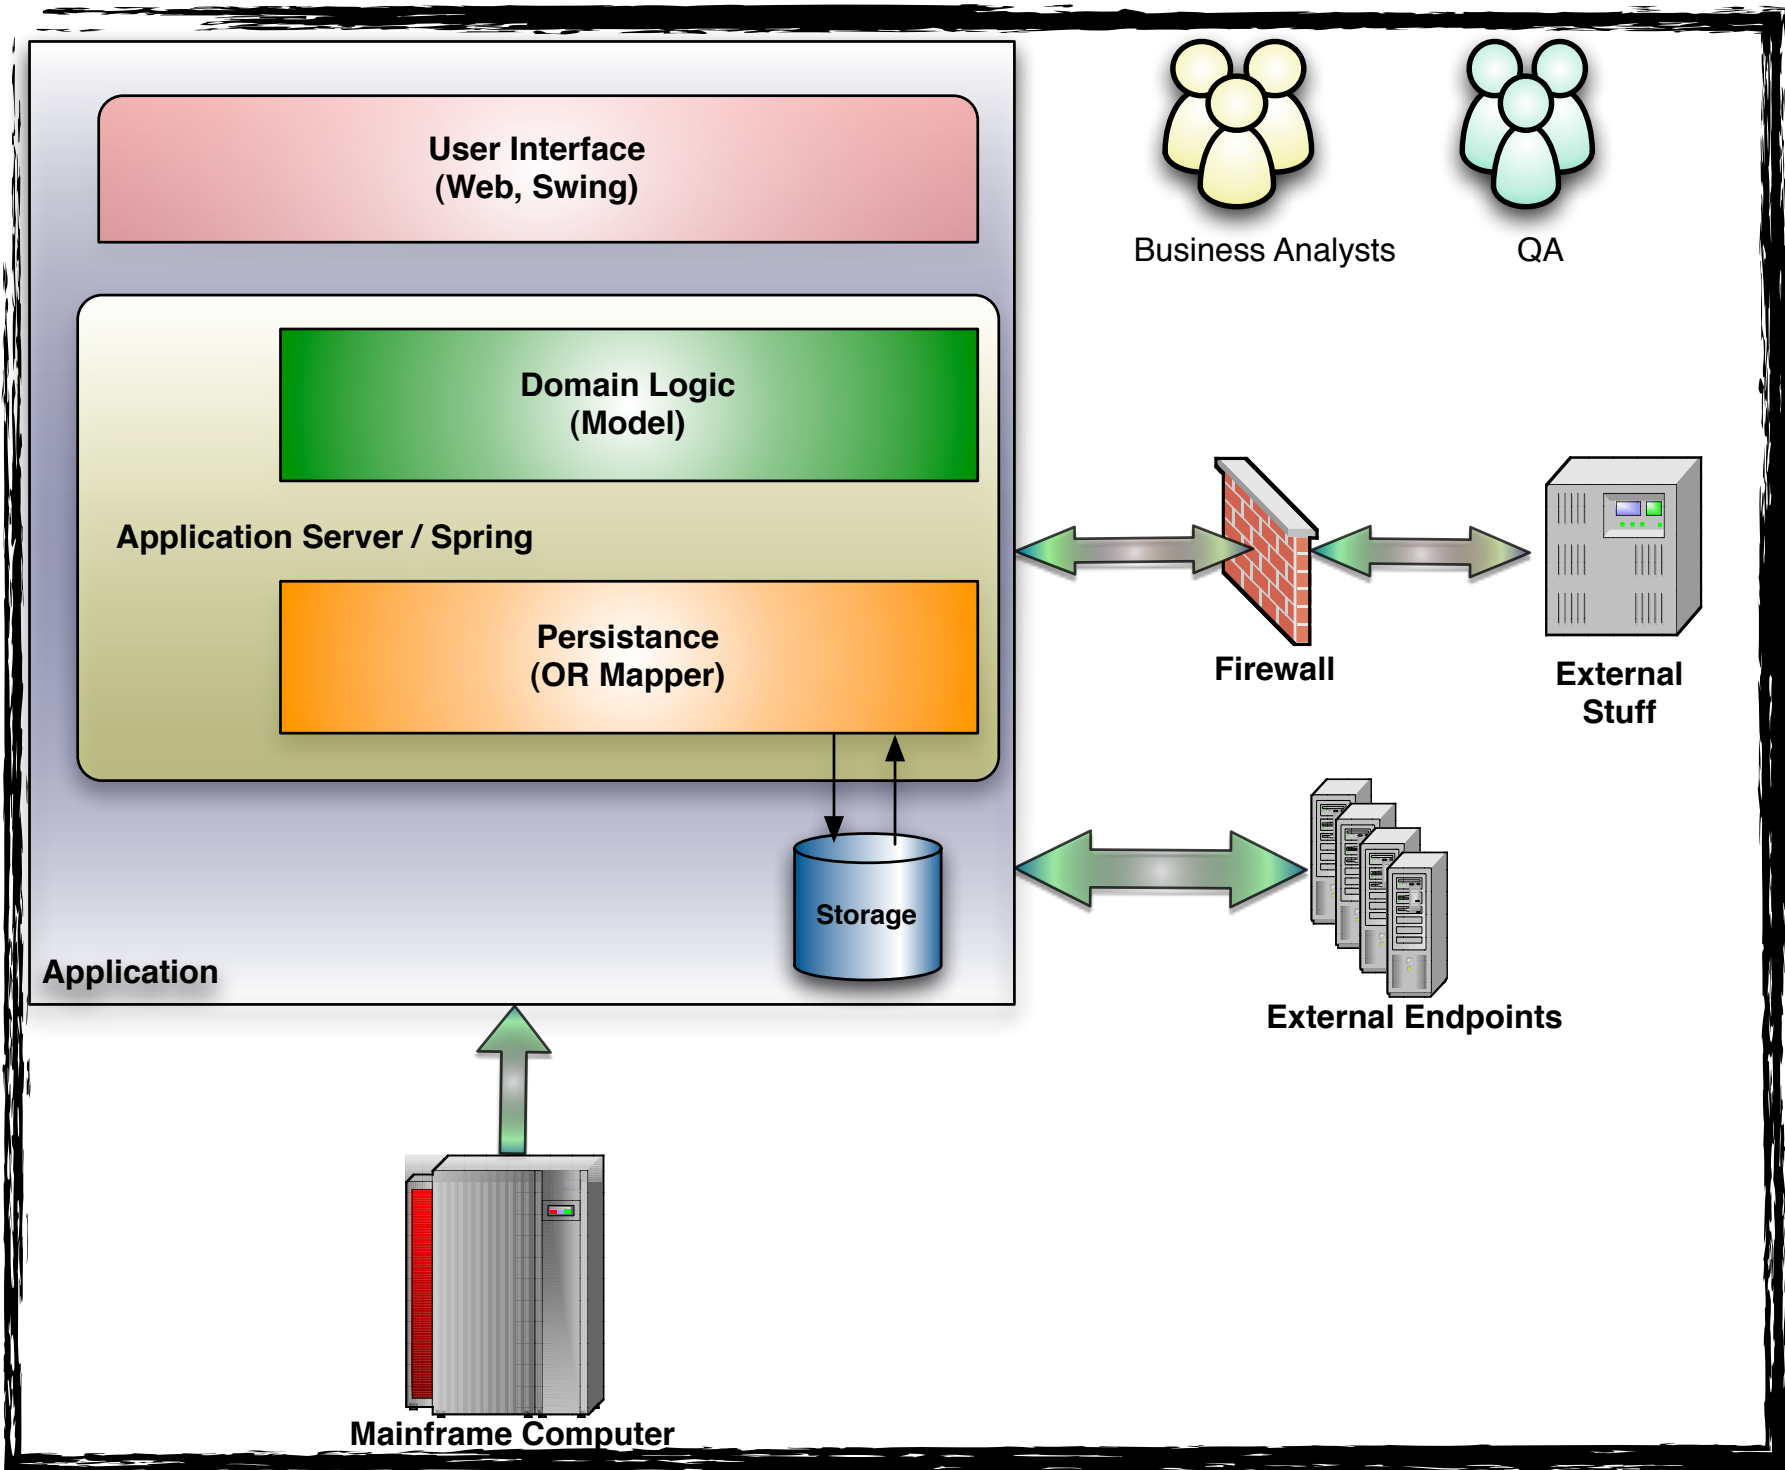 User Interface
(Web, Swing)
Business Analysts
QA
Domain Logic
(Model)
Application Server / Spring
Persistance
(OR Mapper)
Firewall
External
Stuff
Storage
Application
External Endpoints
Mainframe Computer